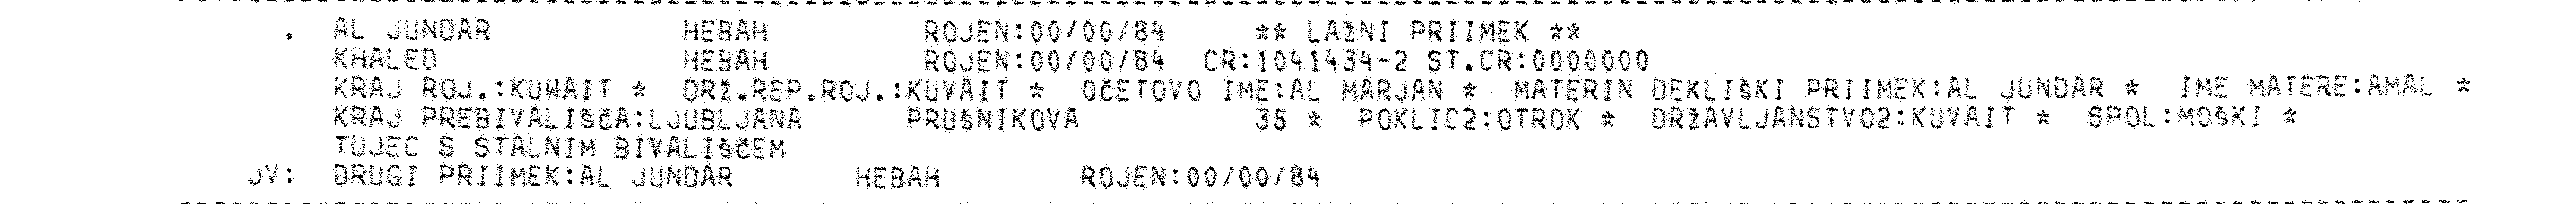 . AL JUNDAR HEBAH ROJEN:00/00/84 ** LAŽNI PRIIMEK **
KHALED HEBAH ROJEN:00/00/84 CR:1041434-2 ST.CR:0000000
KRAJ ROJ.:KUWAIT * DRŽ.REP.ROJ.:KUVAIT * OČETOVO IME:AL MARJAN * MATERIN DEKLIŠKI PRIIMEK:AL JUNDAR * IME MATERE:AMAL *
KRAJ PREBIVALIŠČA:LJUBLJANA PRUŠNIKOVA 35 * POKLIC2:OTROK * DRŽAVLJANSTVO2:KUVAIT * SPOL:MOŠKI *
TUJEC S STALNIM BIVALIŠČEM
JV: DRUGI PRIIMEK:AL JUNDAR HEBAH ROJEN:00/00/84